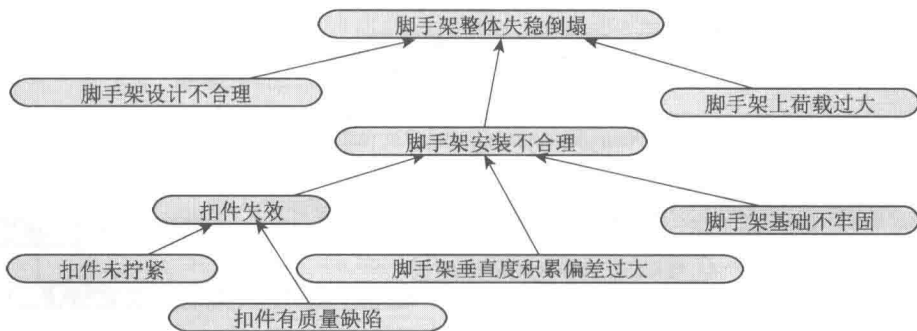 脚手架整体失稳倒塌
脚手架设计不合理
脚手架上荷载过大
脚手架安装不合理
扣件失效
脚手架基础不牢固
扣件未拧紧
脚手架垂直度积累偏差过大
扣件有质量缺陷